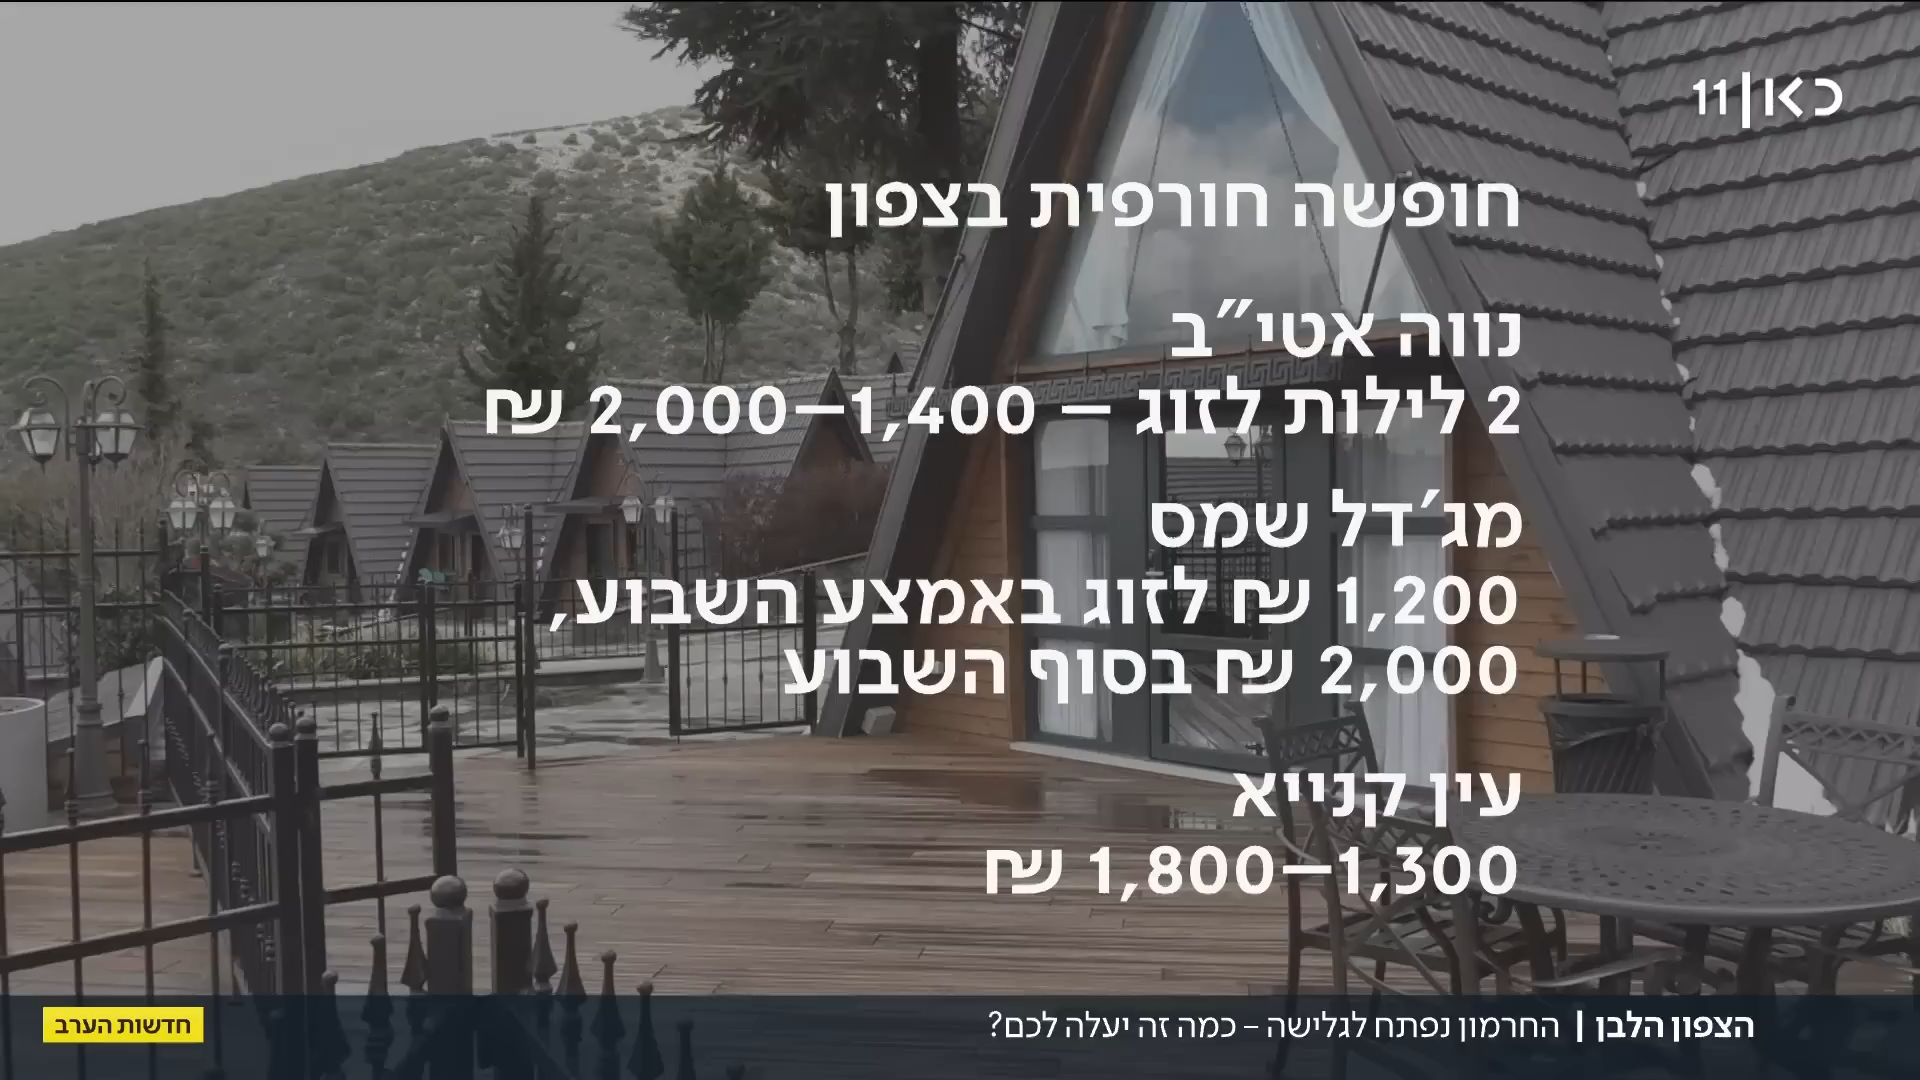 כאן 11
חופשה חורפית בצפון
נווה אטי״ב
2 לילות לזוג – 1,400–2,000 ₪
מג׳דל שמס
1,200 ₪ לזוג באמצע השבוע,
2,000 ₪ בסוף השבוע
עין קנייא
1,300–1,800 ₪
הצפון הלבן | החרמון נפתח לגלישה – כמה זה יעלה לכם?
חדשות הערב